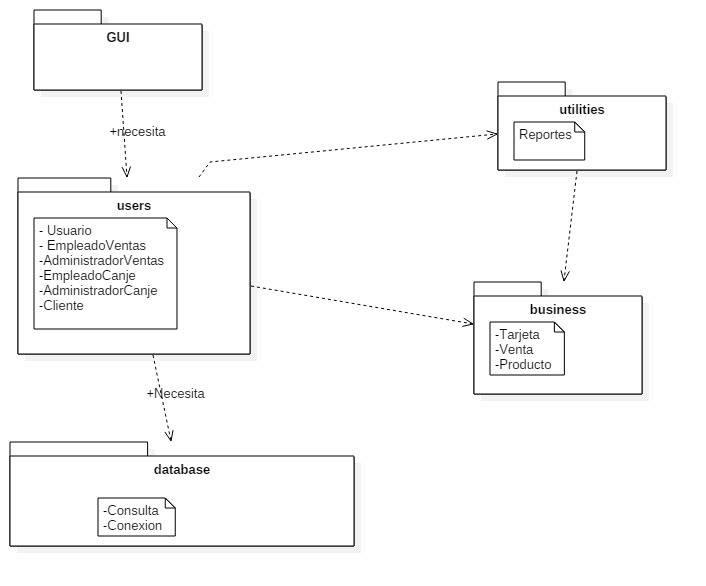 GUI
+necesita
utilities
Reportes
users
- Usuario
- EmpleadoVentas
-AdministradorVentas
-EmpleadoCanje
-AdministradorCanje
-Cliente
business
-Tarjeta
-Venta
-Producto
+Necesita
database
-Consulta
-Conexion